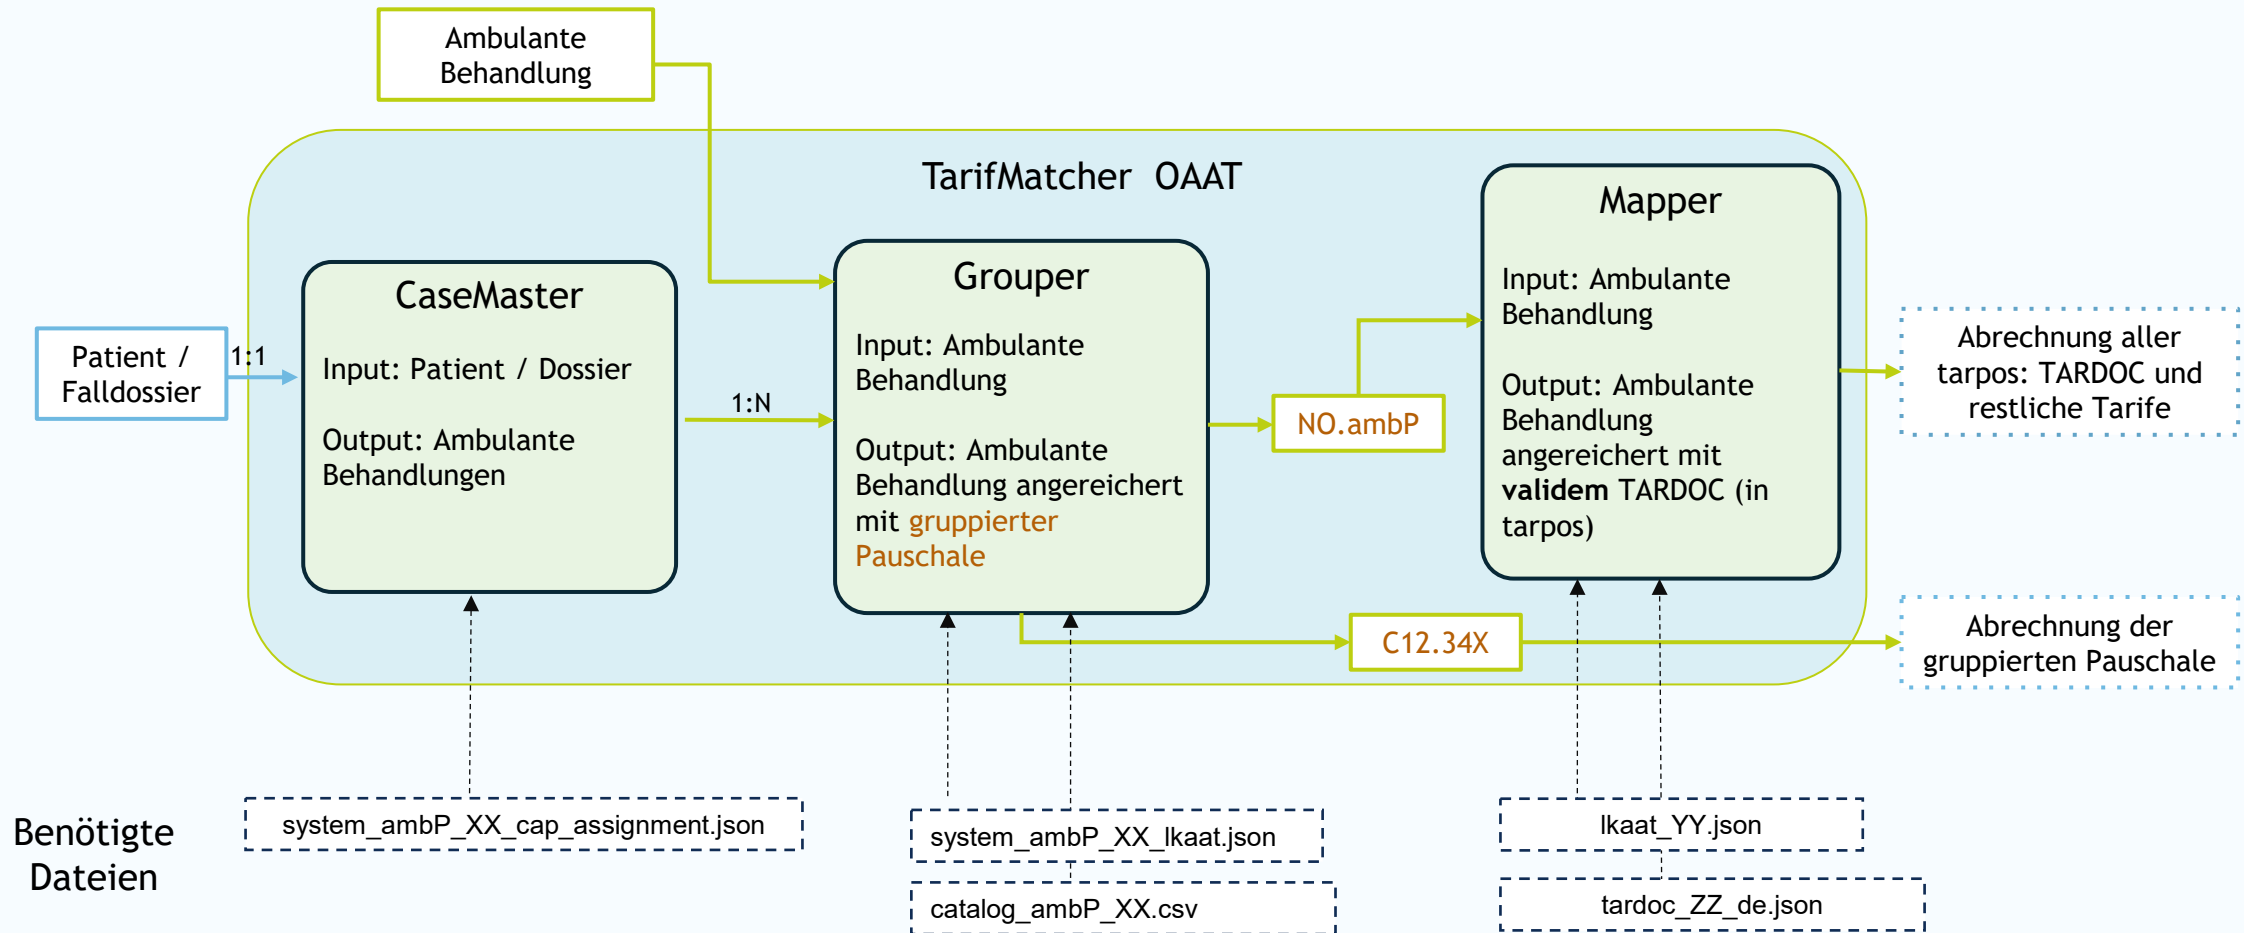 Ambulante
Behandlung
TarifMatcher OAAT
Patient /
Falldossier
1:1
CaseMaster
Input: Patient / Dossier
Output: Ambulante
Behandlungen
1:N
Grouper
Input: Ambulante
Behandlung
Output: Ambulante
Behandlung angereichert
mit gruppierter
Pauschale
NO.ambP
C12.34X
Mapper
Input: Ambulante
Behandlung
Output: Ambulante
Behandlung
angereichert mit
validem TARDOC (in
tarpos)
Abrechnung aller
tarpos: TARDOC und
restliche Tarife
Abrechnung der
gruppierten Pauschale
Benötigte
Dateien
system_ambP_XX_cap_assignment.json
system_ambP_XX_lkaat.json
catalog_ambP_XX.csv
lkaat_YY.json
tardoc_ZZ_de.json